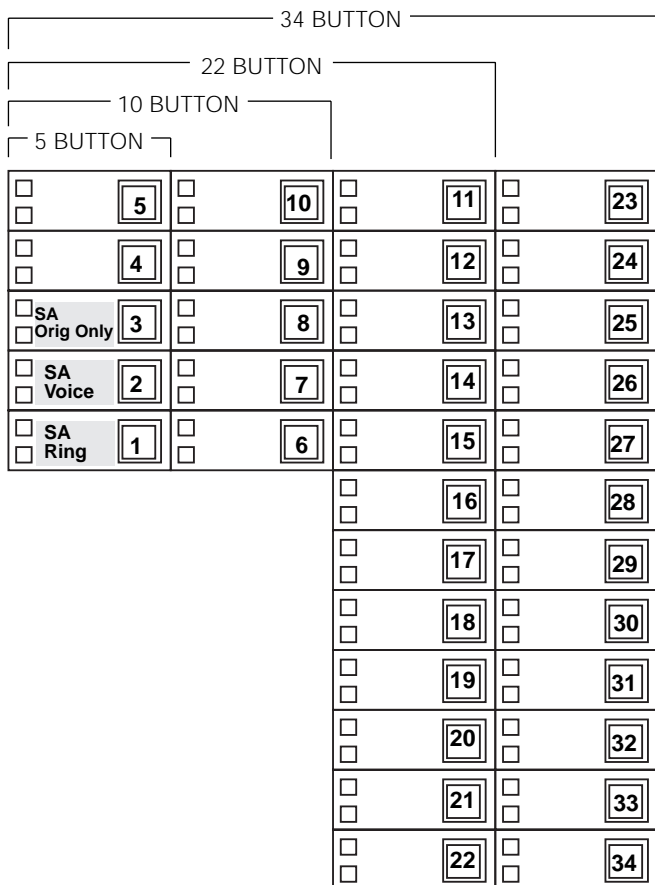 34 BUTTON
22 BUTTON
10 BUTTON
5 BUTTON
5 10 11 23
4 9 12 24
SA
Orig Only 3 8 13 25
SA
Voice 2 7 14 26
SA
Ring 1 6 15 27
16 28
17 29
18 30
19 31
20 32
21 33
22 34